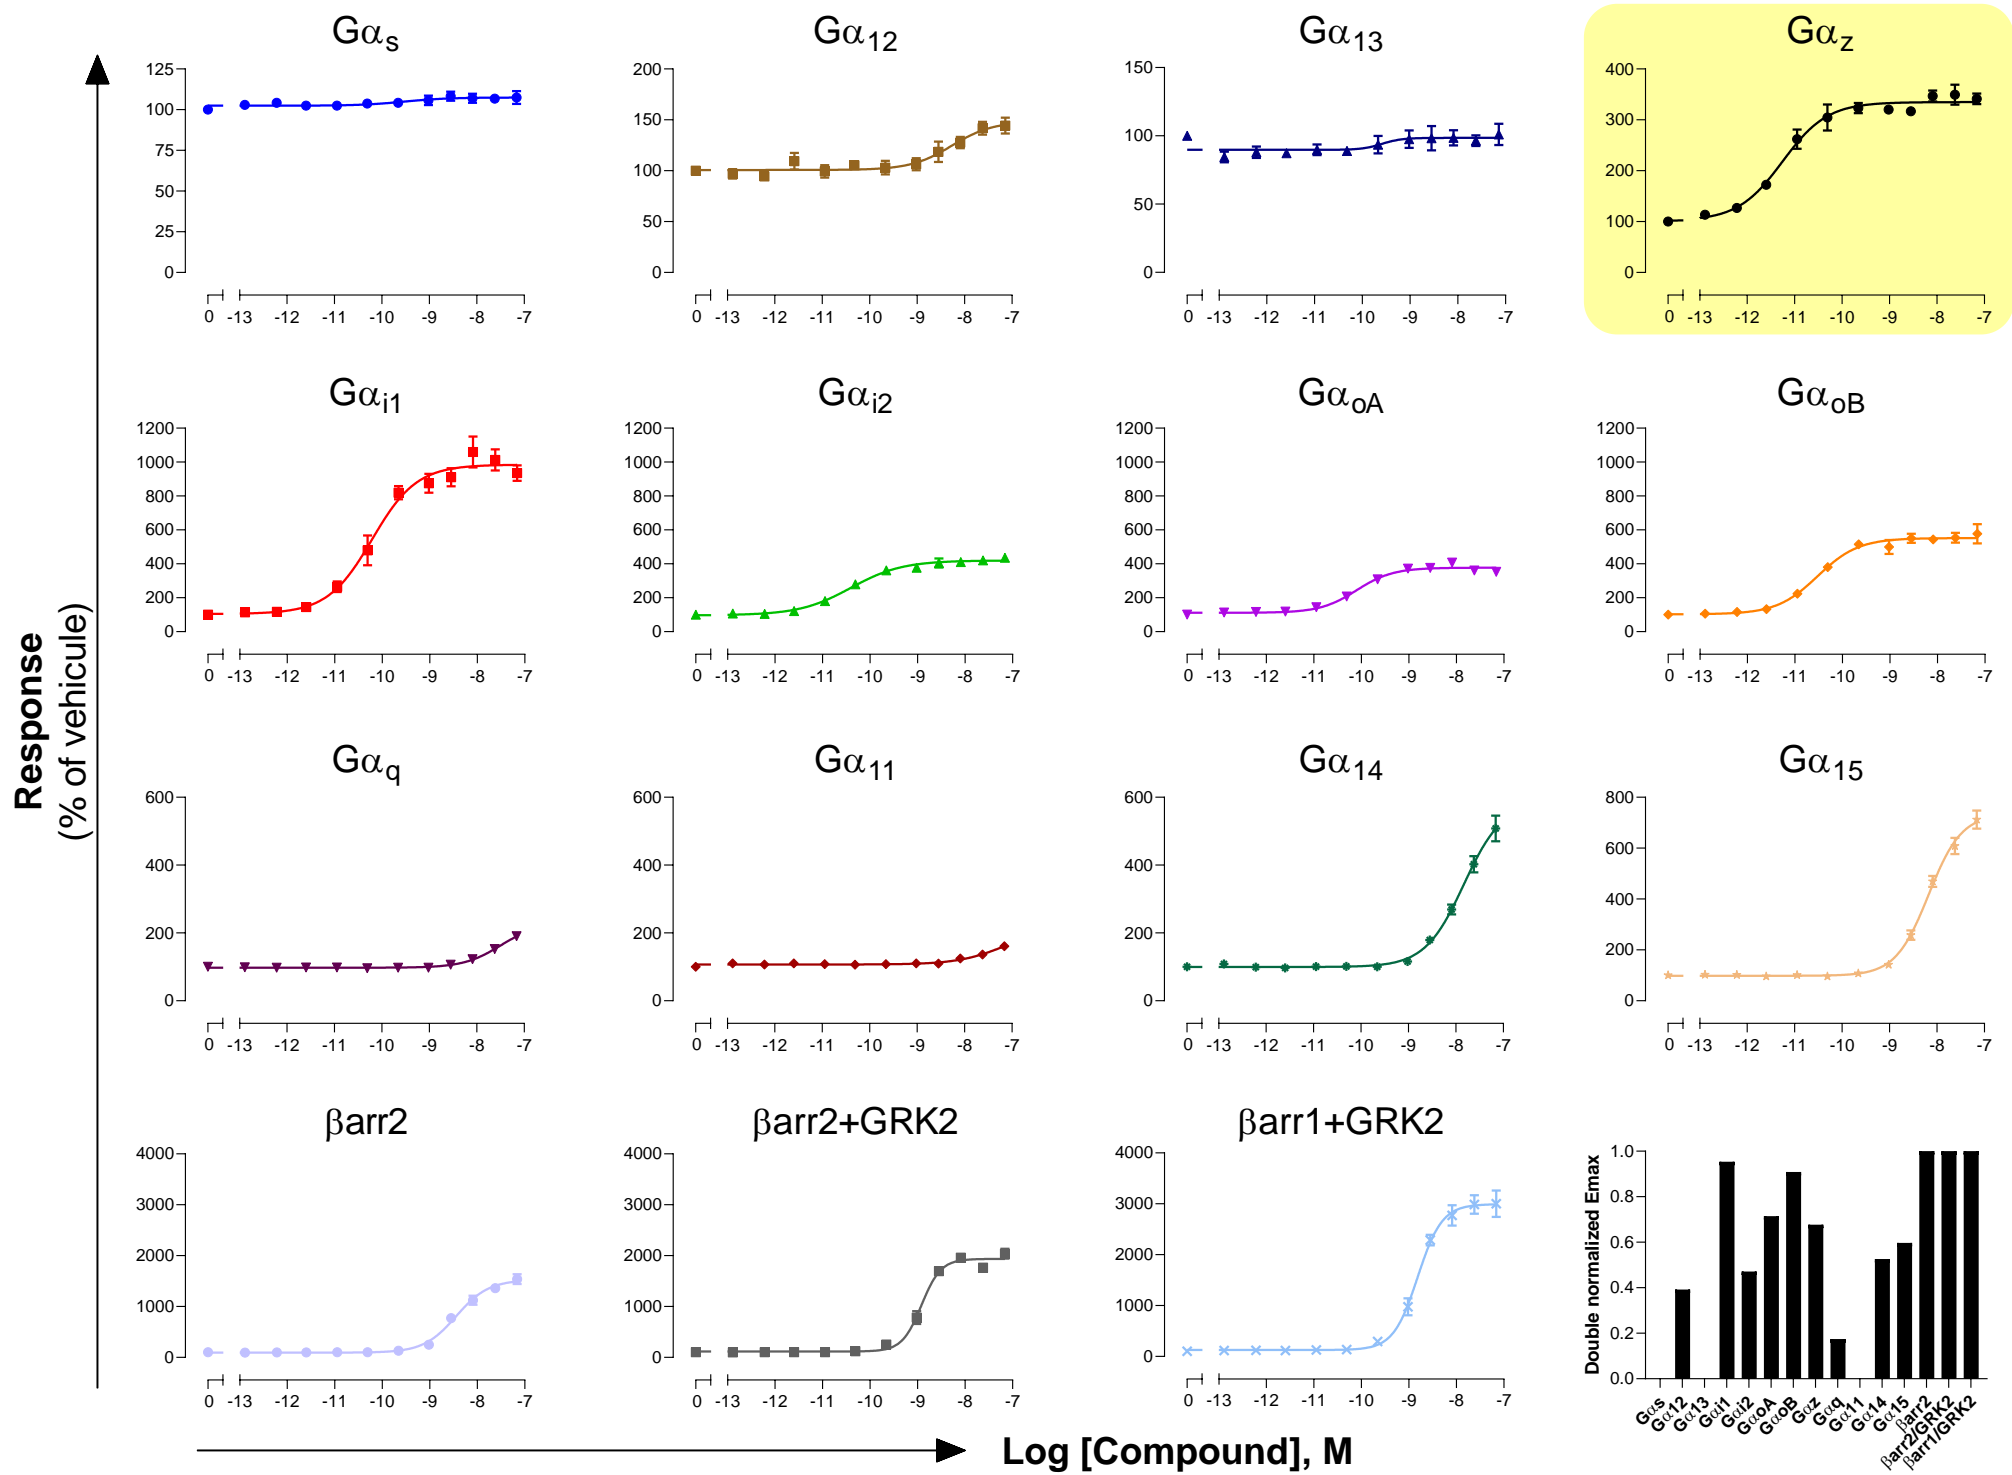 Gαs
125
100
75
50
25
0
0 -13 -12 -11 -10 -9 -8 -7
Gα12
200
150
100
50
0
0 -13 -12 -11 -10 -9 -8 -7
Gα13
150
100
50
0
0 -13 -12 -11 -10 -9 -8 -7
Gαz
400
300
200
100
0
0 -13 -12 -11 -10 -9 -8 -7
Gαi1
1200
1000
800
600
400
200
0
0 -13 -12 -11 -10 -9 -8 -7
Gαi2
1200
1000
800
600
400
200
0
0 -13 -12 -11 -10 -9 -8 -7
GαoA
1200
1000
800
600
400
200
0
0 -13 -12 -11 -10 -9 -8 -7
GαoB
1200
1000
800
600
400
200
0
0 -13 -12 -11 -10 -9 -8 -7
Response
(% of vehicule)
Gαq
600
400
200
0
0 -13 -12 -11 -10 -9 -8 -7
Gα11
600
400
200
0
0 -13 -12 -11 -10 -9 -8 -7
Gα14
600
400
200
0
0 -13 -12 -11 -10 -9 -8 -7
Gα15
800
600
400
200
0
0 -13 -12 -11 -10 -9 -8 -7
βarr2
4000
3000
2000
1000
0
0 -13 -12 -11 -10 -9 -8 -7
βarr2+GRK2
4000
3000
2000
1000
0
0 -13 -12 -11 -10 -9 -8 -7
βarr1+GRK2
4000
3000
2000
1000
0
0 -13 -12 -11 -10 -9 -8 -7
Double normalized Emax
1.0
0.8
0.6
0.4
0.2
0.0
Gαs
Gα12
Gα13
Gαi1
Gαi2
GαoA
GαoB
Gαz
Gαq
Gα11
Gα14
Gα15
βarr2
βarr2/GRK2
βarr1/GRK2
Log [Compound], M